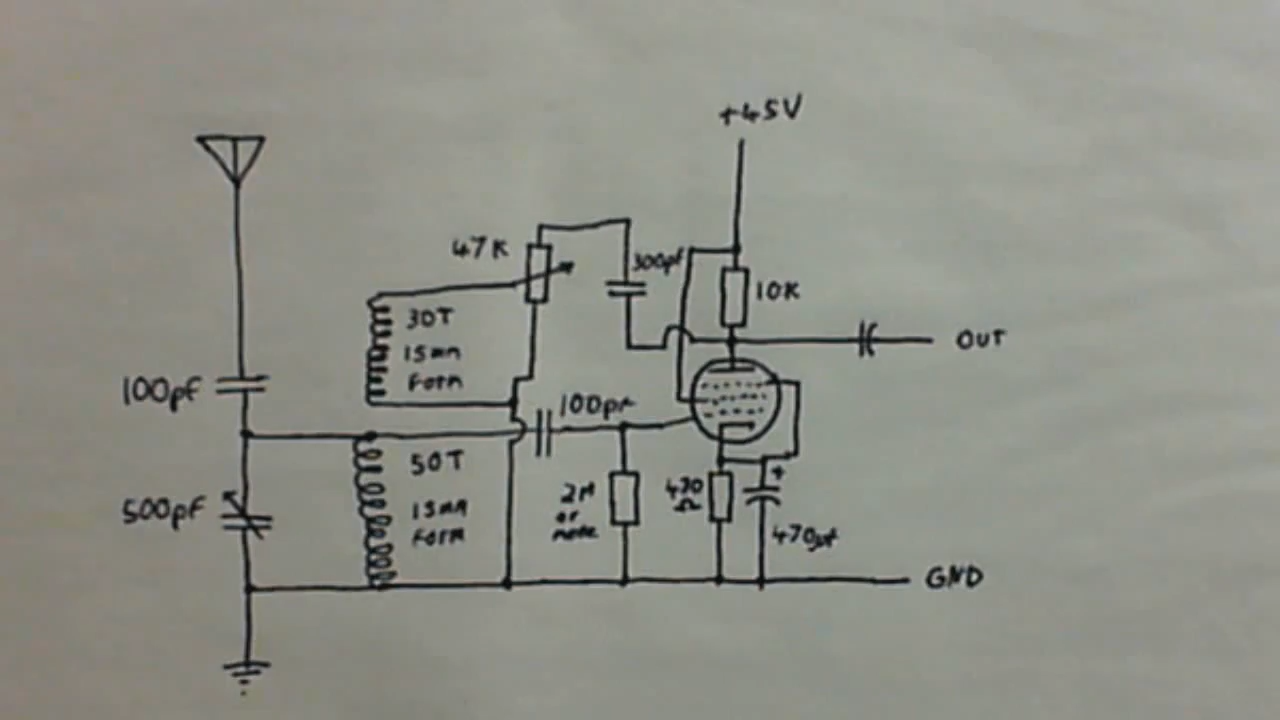 +45V
47K
300pf
10K
30T
15mm
Form
OUT
100pf
100pf
50T
15mm
Form
500pf
2M
or
more
470
Ω
+
470µf
GND